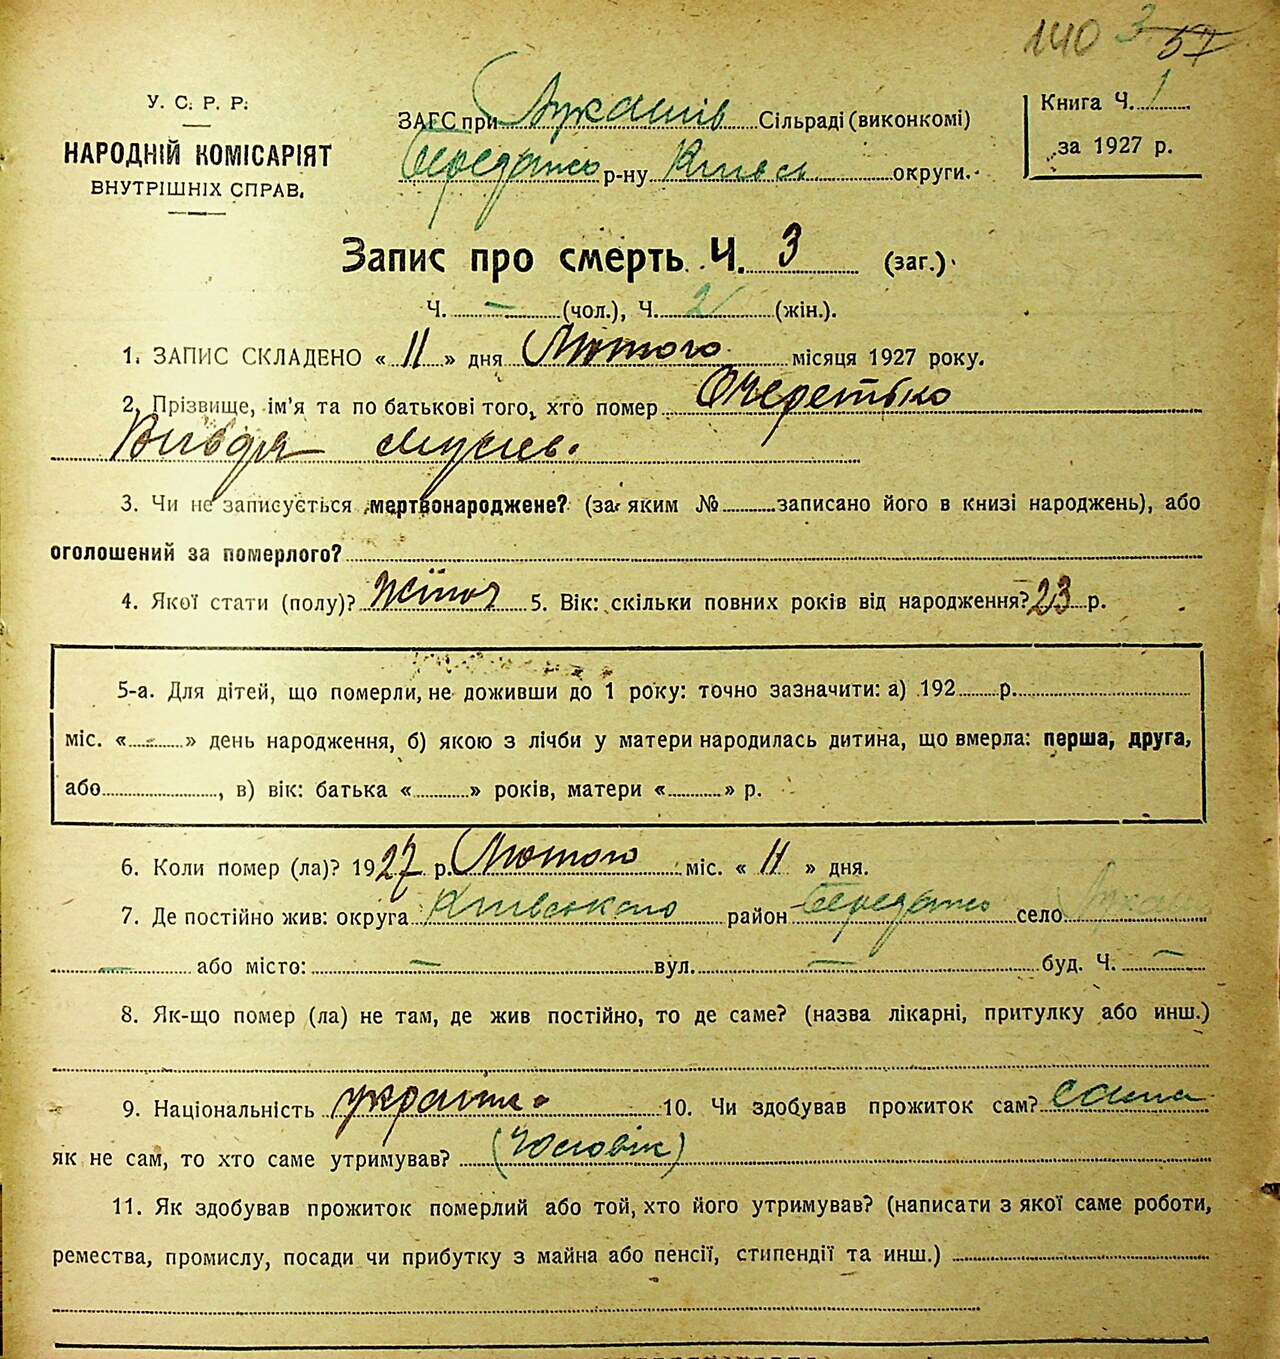 140 3 57
У. С. Р. Р.
НАРОДНІЙ КОМІСАРІЯТ
ВНУТРІШНІХ СПРАВ.
ЗАГС при Лукашів Сільраді (виконкомі)
р-ну Київськ округи.
Книга Ч. 1
за 1927 р.
Запис про смерть Ч. 3 (заг.)
Ч. — (чол.), Ч. 2 (жін.).
1. ЗАПИС СКЛАДЕНО « 11 » дня Лютого місяця 1927 року.
2. Прізвище, ім'я та по батькові того, хто помер Очеретько
3. Чи не записується мертвонароджене? (за яким № записано його в книзі народжень), або
оголошений за померлого?
4. Якої стати (полу)? Жіноч 5. Вік: скільки повних років від народження? 23 р.
5-а. Для дітей, що померли, не доживши до 1 року: точно зазначити: а) 192 р.
міс. « » день народження, б) якою з лічби у матери народилась дитина, що вмерла: перша, друга,
або , в) вік: батька « » років, матери « » р.
6. Коли помер (ла)? 1927 р. Лютого міс. « 11 » дня.
7. Де постійно жив: округа Київського район село
— або місто: — вул. — буд. Ч. —
8. Як-що помер (ла) не там, де жив постійно, то де саме? (назва лікарні, притулку або инш.)
9. Національність україн. 10. Чи здобував прожиток сам? сама
як не сам, то хто саме утримував? (Чоловік)
11. Як здобував прожиток померлий або той, хто його утримував? (написати з якої саме роботи,
ремества, промислу, посади чи прибутку з майна або пенсії, стипендії та инш.)